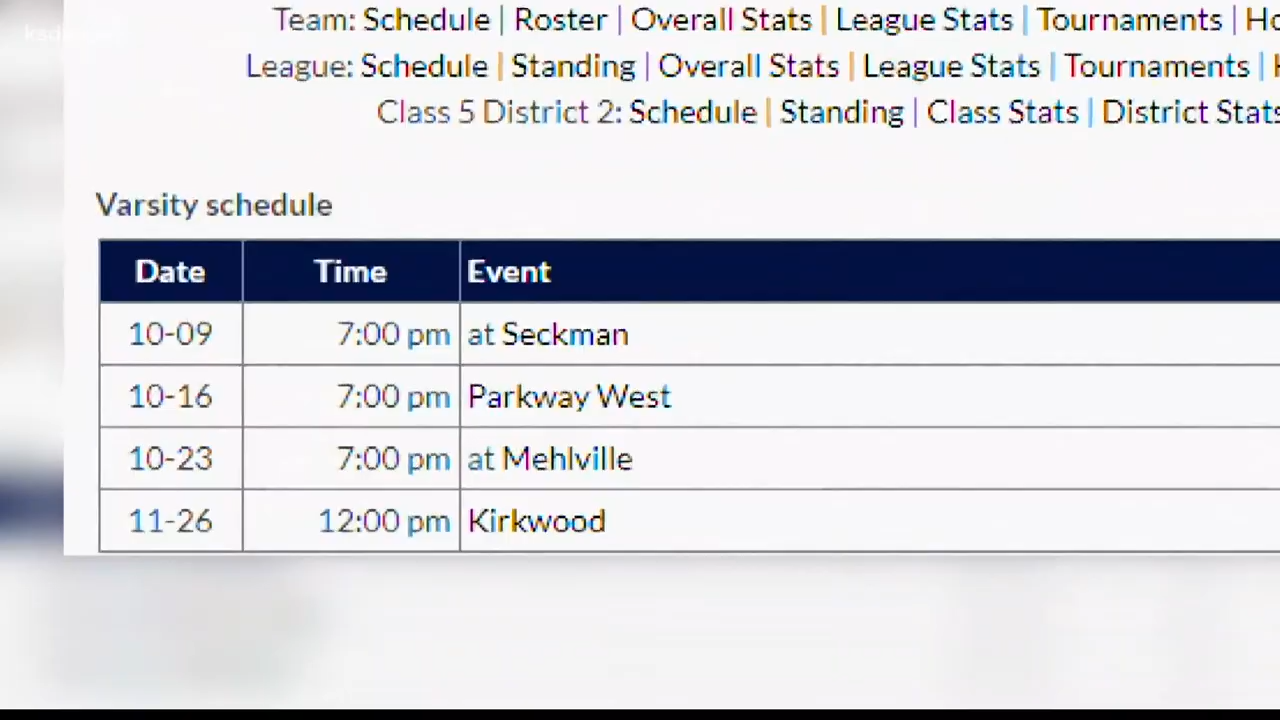 Team: Schedule | Roster | Overall Stats | League Stats | Tournaments |
League: Schedule | Standing | Overall Stats | League Stats | Tournaments |
Class 5 District 2: Schedule | Standing | Class Stats | District Stats
Varsity schedule
Date Time Event
10-09 7:00 pm at Seckman
10-16 7:00 pm Parkway West
10-23 7:00 pm at Mehlville
11-26 12:00 pm Kirkwood